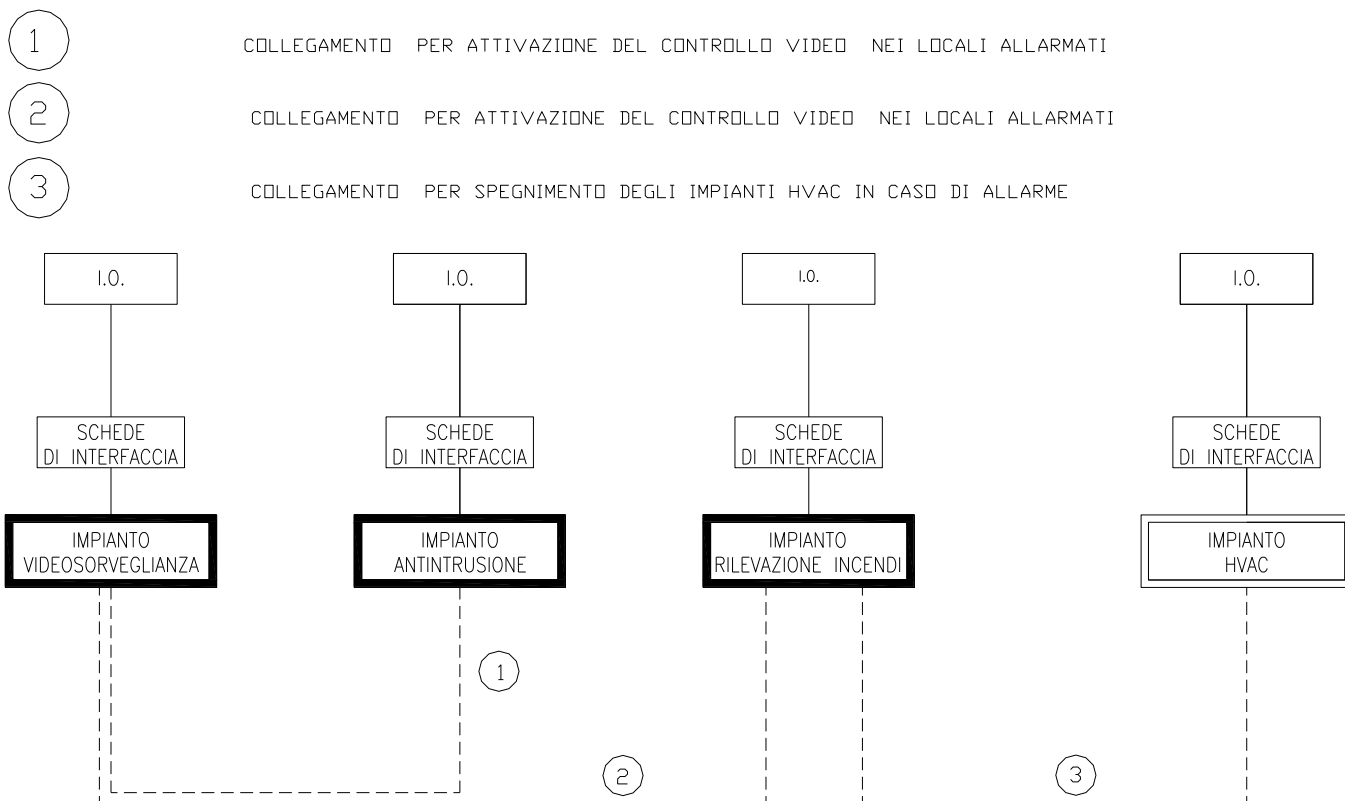 1 COLLEGAMENTO PER ATTIVAZIONE DEL CONTROLLO VIDEO NEI LOCALI ALLARMATI
2 COLLEGAMENTO PER ATTIVAZIONE DEL CONTROLLO VIDEO NEI LOCALI ALLARMATI
3 COLLEGAMENTO PER SPEGNIMENTO DEGLI IMPIANTI HVAC IN CASO DI ALLARME
I.O.
I.O.
I.O.
I.O.
SCHEDE
DI INTERFACCIA
SCHEDE
DI INTERFACCIA
SCHEDE
DI INTERFACCIA
SCHEDE
DI INTERFACCIA
IMPIANTO
VIDEOSORVEGLIANZA
IMPIANTO
ANTINTRUSIONE
IMPIANTO
RILEVAZIONE INCENDI
IMPIANTO
HVAC
1
2
3